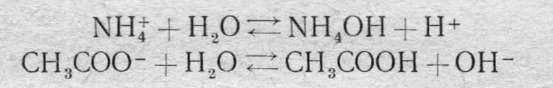 NH₄⁺ + H₂O ⇄ NH₄OH + H⁺
CH₃COO⁻ + H₂O ⇄ CH₃COOH + OH⁻